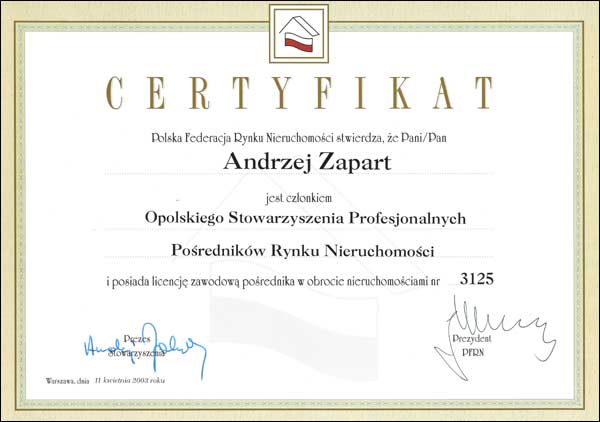 CERTYFIKAT
Polska Federacja Rynku Nieruchomości stwierdza, że Pani/Pan
Andrzej Zapart
jest członkiem
Opolskiego Stowarzyszenia Profesjonalnych
Pośredników Rynku Nieruchomości
i posiada licencję zawodową pośrednika w obrocie nieruchomościami nr 3125
Prezes
Stowarzyszenia
Prezydent
PFRN
Warszawa, dnia 11 kwietnia 2003 roku